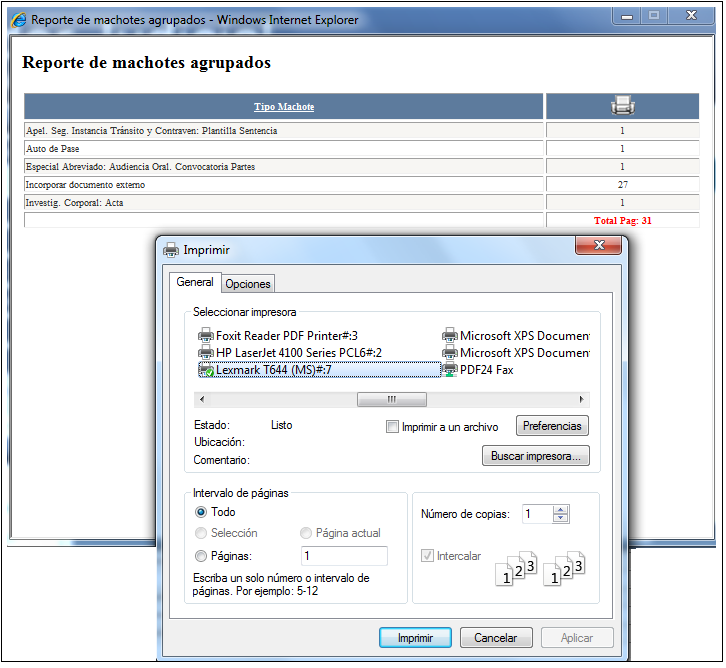 Reporte de machotes agrupados - Windows Internet Explorer
Reporte de machotes agrupados
Tipo Machote
Apel. Seg. Instancia Tránsito y Contraven: Plantilla Sentencia 1
Auto de Pase 1
Especial Abreviado: Audiencia Oral. Convocatoria Partes 1
Incorporar documento externo 27
Investig. Corporal: Acta 1
Total Pag: 31
Imprimir
General Opciones
Seleccionar impresora
Foxit Reader PDF Printer#:3 Microsoft XPS Documen
HP LaserJet 4100 Series PCL6#:2 Microsoft XPS Documen
Lexmark T644 (MS)#:7 PDF24 Fax
Estado: Listo Imprimir a un archivo Preferencias
Ubicación:
Comentario: Buscar impresora...
Intervalo de páginas
Todo Número de copias: 1
Selección Página actual
Páginas: 1 Intercalar 1 2 3 1 2 3
Escriba un solo número o intervalo de
páginas. Por ejemplo: 5-12
Imprimir Cancelar Aplicar